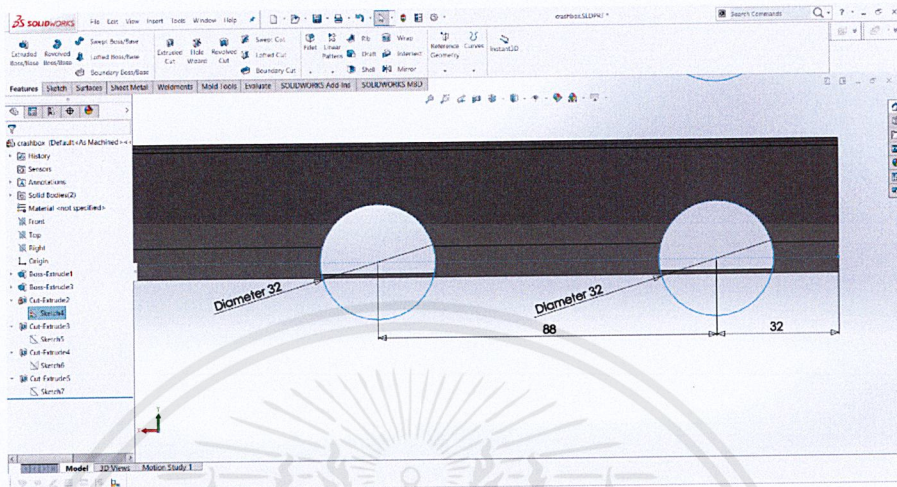 SOLIDWORKS File Edit View Insert Tools Window Help
crashbox.SLDPRT *
Search Commands
Extruded Boss/Base
Revolved Boss/Base
Swept Boss/Base
Lofted Boss/Base
Boundary Boss/Base
Extruded Cut
Hole Wizard
Revolved Cut
Swept Cut
Lofted Cut
Boundary Cut
Fillet
Linear Pattern
Rib
Draft
Shell
Wrap
Intersect
Mirror
Reference Geometry
Curves
Instant3D
Features Sketch Surfaces Sheet Metal Weldments Mold Tools Evaluate SOLIDWORKS Add-Ins SOLIDWORKS MBD
crashbox (Default<As Machined>
History
Sensors
Annotations
Solid Bodies(2)
Material <not specified>
Front
Top
Right
Origin
Boss-Extrude1
Boss-Extrude3
Cut-Extrude2
Sketch4
Cut-Extrude3
Sketch5
Cut-Extrude4
Sketch6
Cut-Extrude5
Sketch7
Diameter 32
Diameter 32
88
32
Model 3D Views Motion Study 1